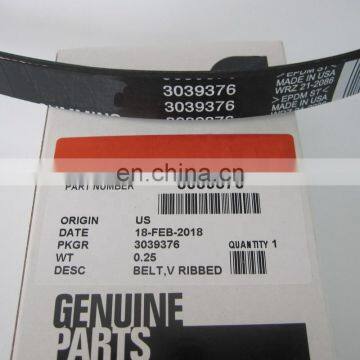 3039376
3039376
<EPDM ST>
MADE IN USA
WRZ 21-2086
<EPDM ST>
MADE IN USA
china.cn
PART NUMBER
ORIGIN US
DATE 18-FEB-2018
PKGR 3039376 QUANTITY 1
WT 0.25
DESC BELT,V RIBBED
GENUINE
PARTS